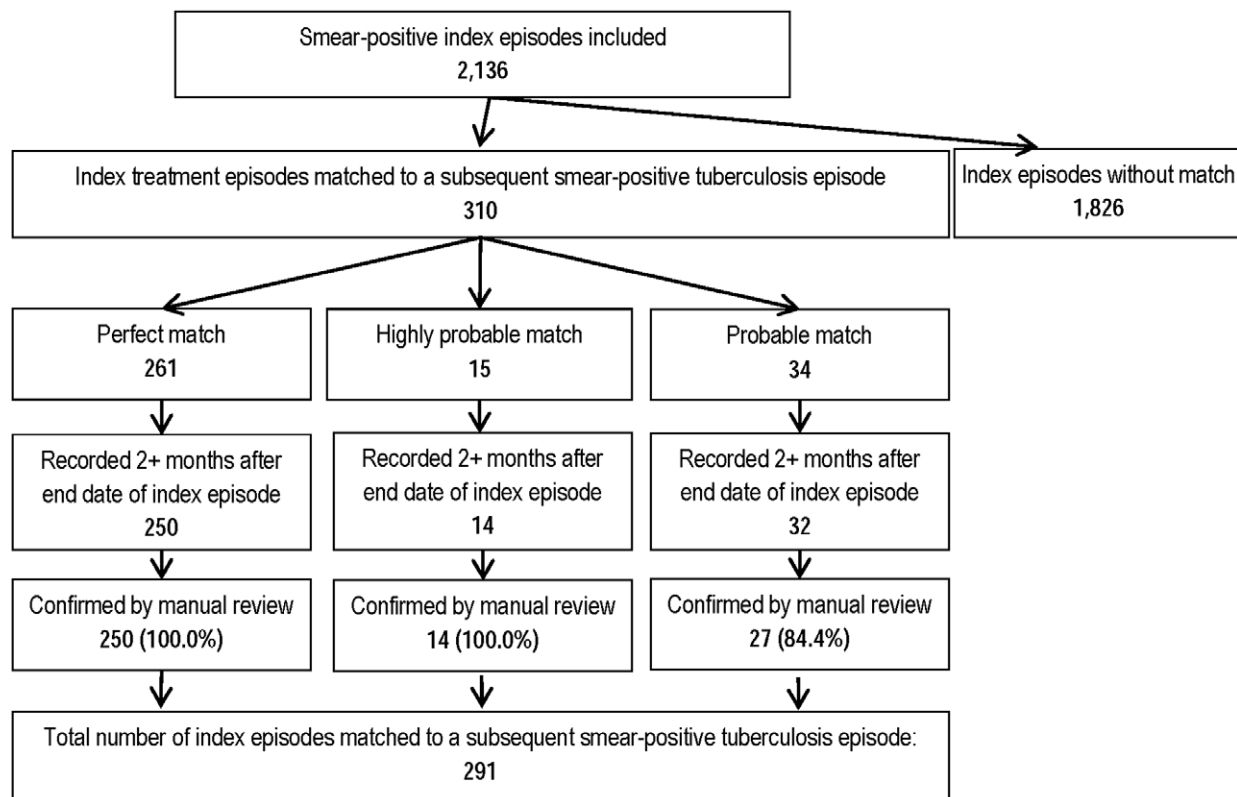 Smear-positive index episodes included
2,136
Index treatment episodes matched to a subsequent smear-positive tuberculosis episode
310
Index episodes without match
1,826
Perfect match
261
Highly probable match
15
Probable match
34
Recorded 2+ months after
end date of index episode
250
Recorded 2+ months after
end date of index episode
14
Recorded 2+ months after
end date of index episode
32
Confirmed by manual review
250 (100.0%)
Confirmed by manual review
14 (100.0%)
Confirmed by manual review
27 (84.4%)
Total number of index episodes matched to a subsequent smear-positive tuberculosis episode:
291